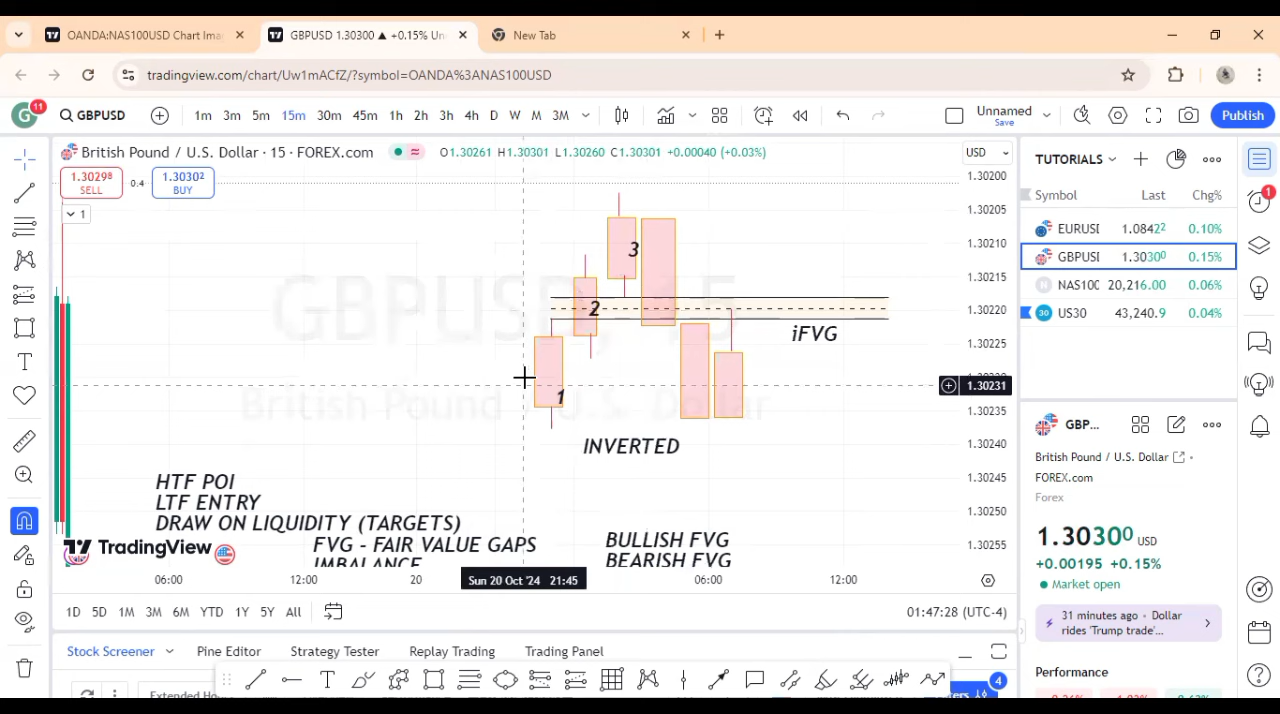 OANDA:NAS100USD Chart Ima
GBPUSD 1.30300 ▲ +0.15% Un
New Tab
tradingview.com/chart/Uw1mACfZ/?symbol=OANDA%3ANAS100USD
G 11
GBPUSD
1m 3m 5m 15m 30m 45m 1h 2h 3h 4h D W M 3M
Unnamed
Save
Publish
British Pound / U.S. Dollar · 15 · FOREX.com
O1.30261 H1.30301 L1.30260 C1.30301 +0.00040 (+0.03%)
USD
1.30298
SELL
0.4
1.30302
BUY
1
1.30200
1.30205
1.30210
1.30215
1.30220
1.30225
1.30231
1.30235
1.30240
1.30245
1.30250
1.30255
GBPUSD, 15
British Pound / U.S. Dollar
3
2
1
iFVG
INVERTED
HTF POI
LTF ENTRY
DRAW ON LIQUIDITY (TARGETS)
FVG - FAIR VALUE GAPS
IMBALANCE
BULLISH FVG
BEARISH FVG
TradingView
06:00 12:00 20 Sun 20 Oct '24 21:45 06:00 12:00
1D 5D 1M 3M 6M YTD 1Y 5Y All
01:47:28 (UTC-4)
Stock Screener Pine Editor Strategy Tester Replay Trading Trading Panel
4
TUTORIALS
Symbol Last Chg%
EURUSI 1.08422 0.10%
GBPUSI 1.30300 0.15%
NAS100 20,216.00 0.06%
US30 43,240.9 0.04%
1
GBP...
British Pound / U.S. Dollar
FOREX.com
Forex
1.30300 USD
+0.00195 +0.15%
Market open
31 minutes ago · Dollar
rides 'Trump trade'...
Performance